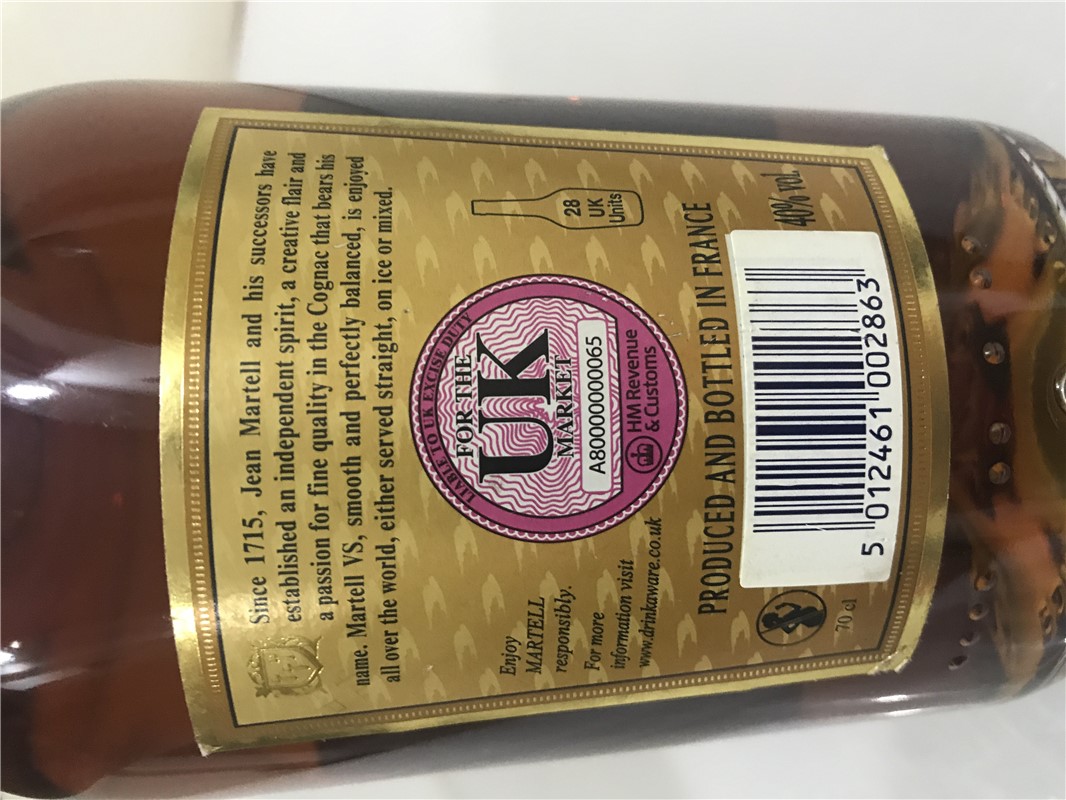 Since 1715, Jean Martell and his successors have
established an independent spirit, a creative flair and
a passion for fine quality in the Cognac that bears his
name. Martell VS, smooth and perfectly balanced, is enjoyed
all over the world, either served straight, on ice or mixed.
LIABLE TO UK EXCISE DUTY
FOR THE
UK
MARKET
A80000000065
HM Revenue
& Customs
28
UK
Units
Enjoy
MARTELL
responsibly.
For more
information visit
www.drinkaware.co.uk
PRODUCED AND BOTTLED IN FRANCE
70 cl
40% vol.
5 012461 002863